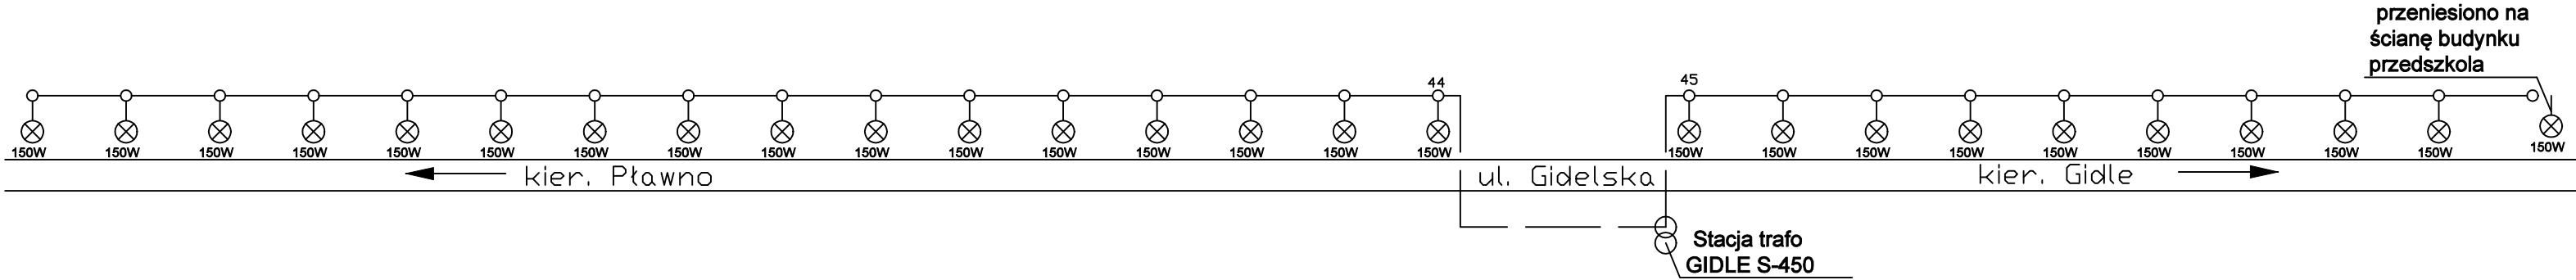 przeniesiono na
ścianę budynku
przedszkola
44
45
150W 150W 150W 150W 150W 150W 150W 150W 150W 150W 150W 150W 150W 150W 150W 150W 150W 150W 150W 150W 150W 150W 150W 150W 150W 150W
kier. Pławno
ul. Gidelska
kier. Gidle
Stacja trafo
GIDLE S-450